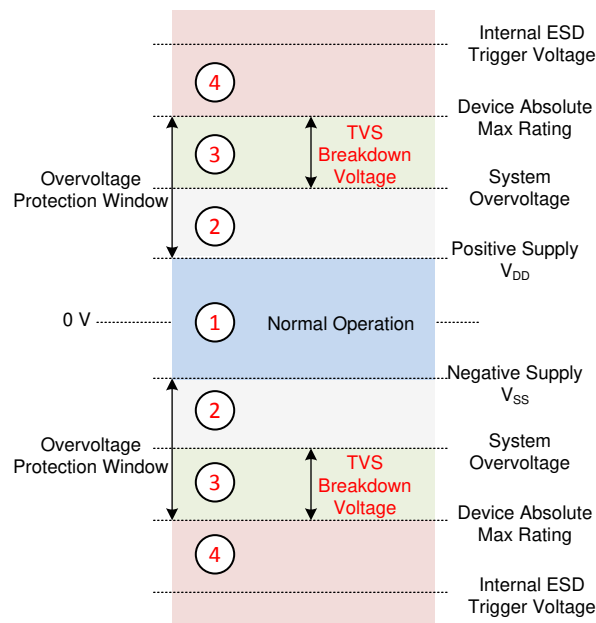 Internal ESD
Trigger Voltage
4
Device Absolute
Max Rating
TVS
Breakdown
Voltage
3
Overvoltage
Protection Window
System
Overvoltage
2
Positive Supply
V_DD
0 V
1
Normal Operation
Negative Supply
V_SS
2
Overvoltage
Protection Window
System
Overvoltage
TVS
Breakdown
Voltage
3
Device Absolute
Max Rating
4
Internal ESD
Trigger Voltage